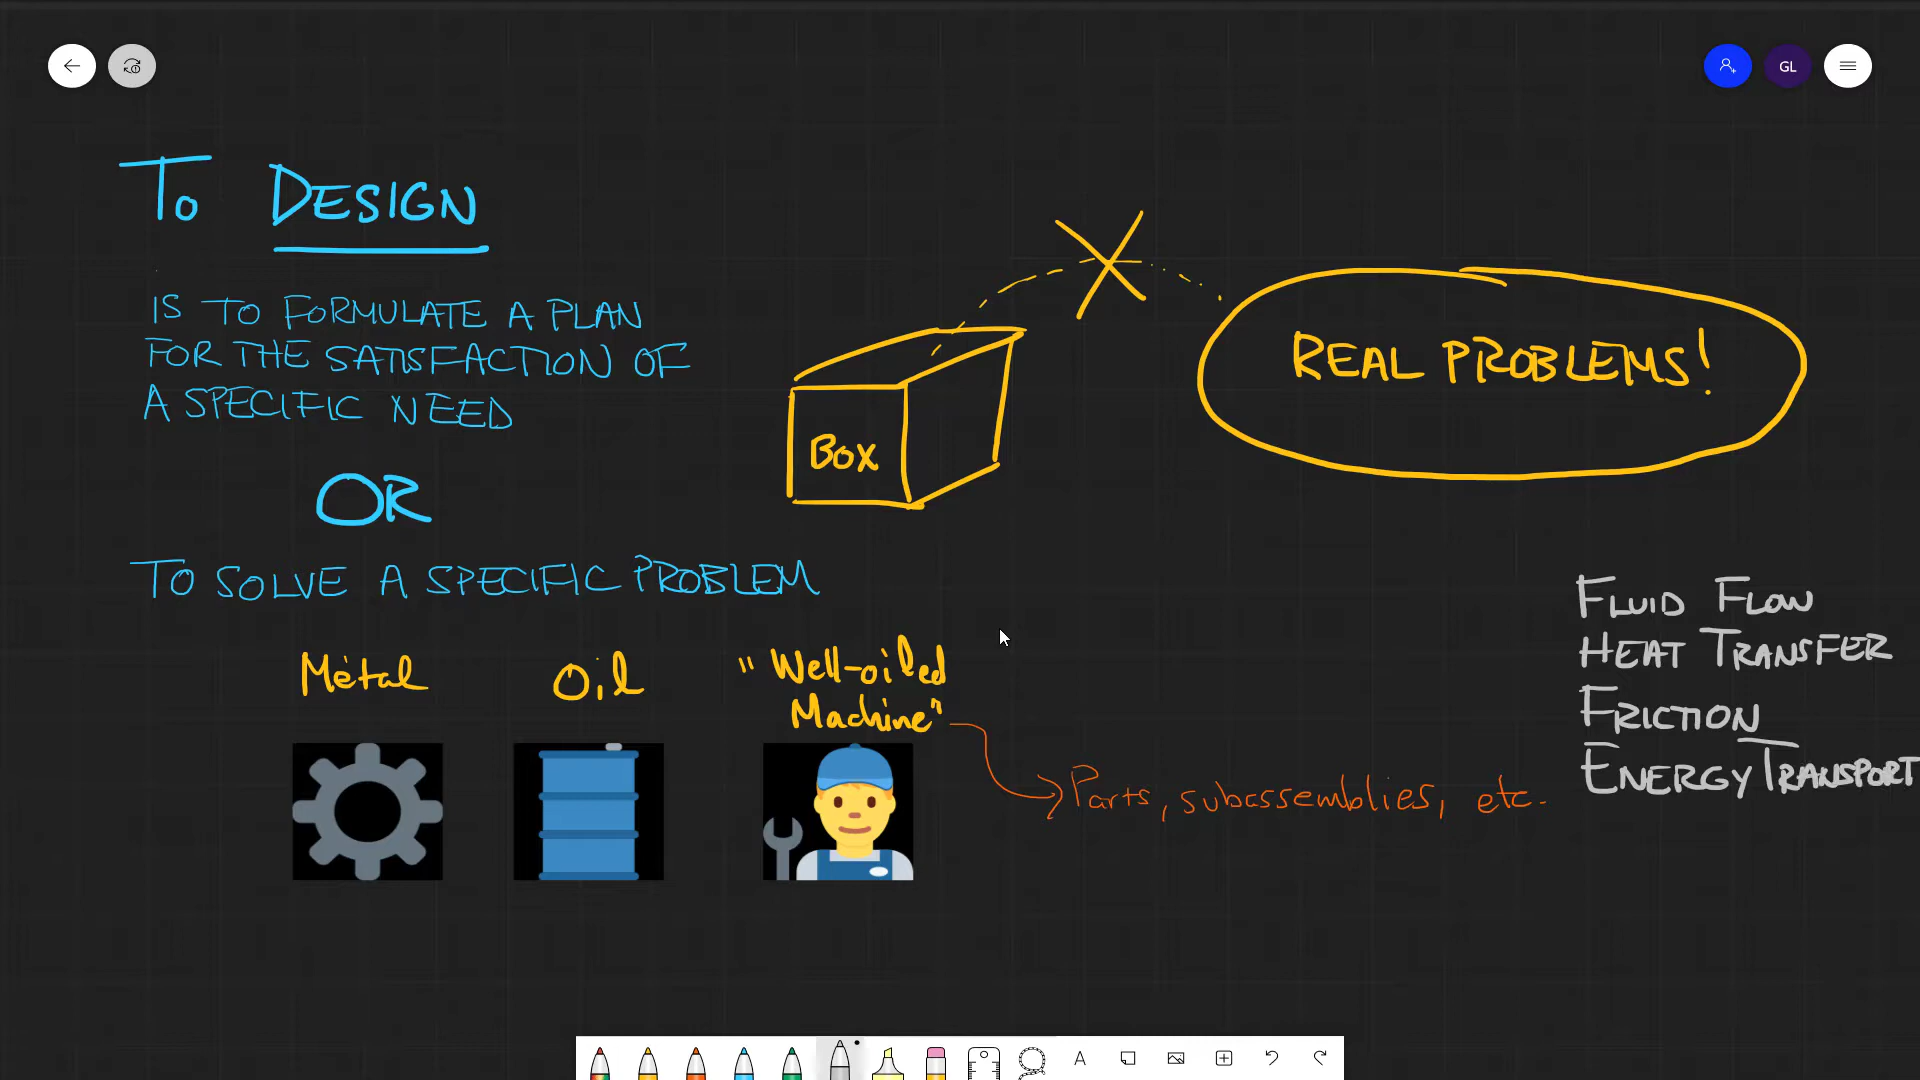 GL
To DESIGN
IS TO FORMULATE A PLAN
FOR THE SATISFACTION OF
A SPECIFIC NEED
OR
TO SOLVE A SPECIFIC PROBLEM
Box
REAL PROBLEMS!
Metal
Oil
"Well-oiled
Machine"
Parts, subassemblies, etc.
FLUID FLOW
HEAT TRANSFER
FRICTION
ENERGY TRANSPORT
A